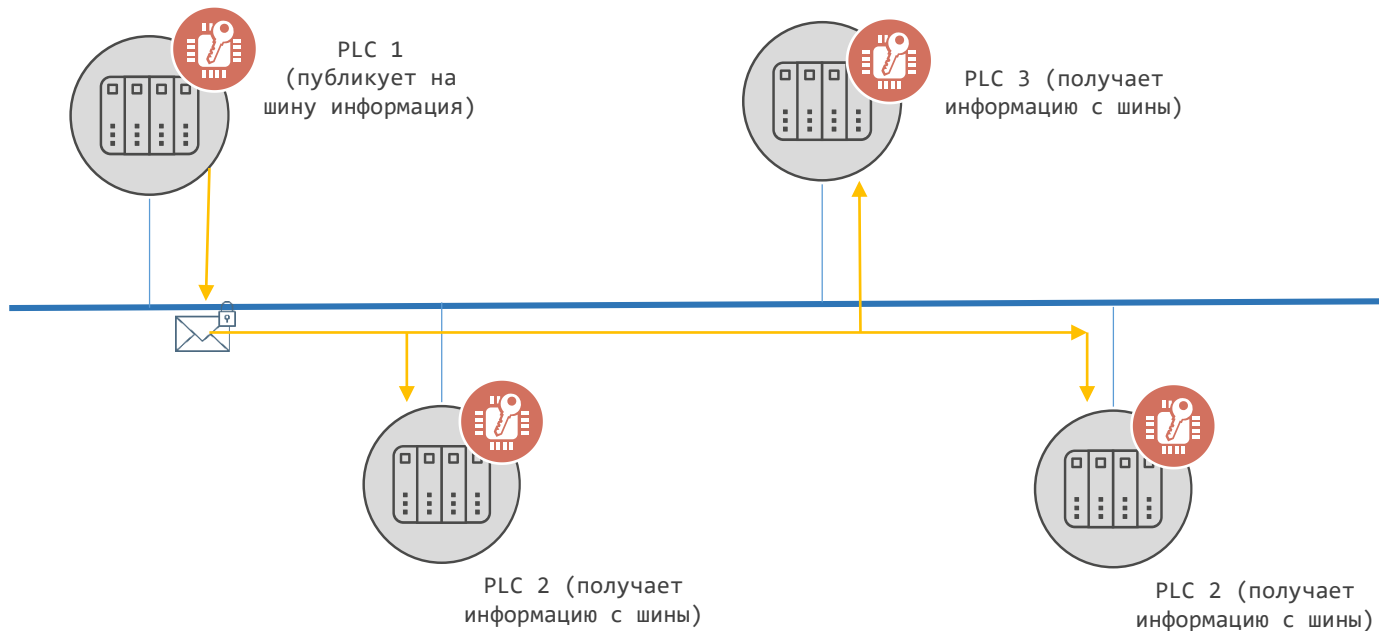 PLC 1
(публикует на
шину информация)
PLC 3 (получает
информацию с шины)
PLC 2 (получает
информацию с шины)
PLC 2 (получает
информацию с шины)